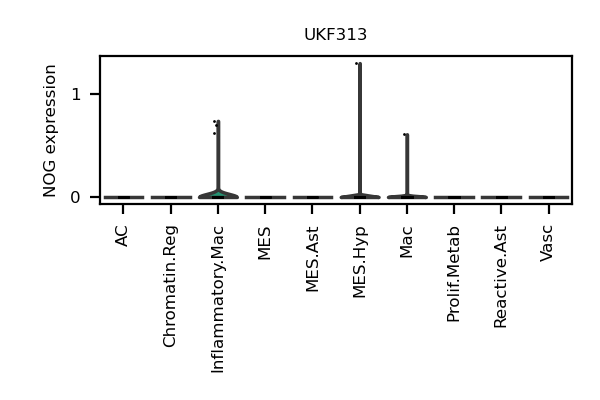 UKF313
NOG expression
1
0
AC
Chromatin.Reg
Inflammatory.Mac
MES
MES.Ast
MES.Hyp
Mac
Prolif.Metab
Reactive.Ast
Vasc